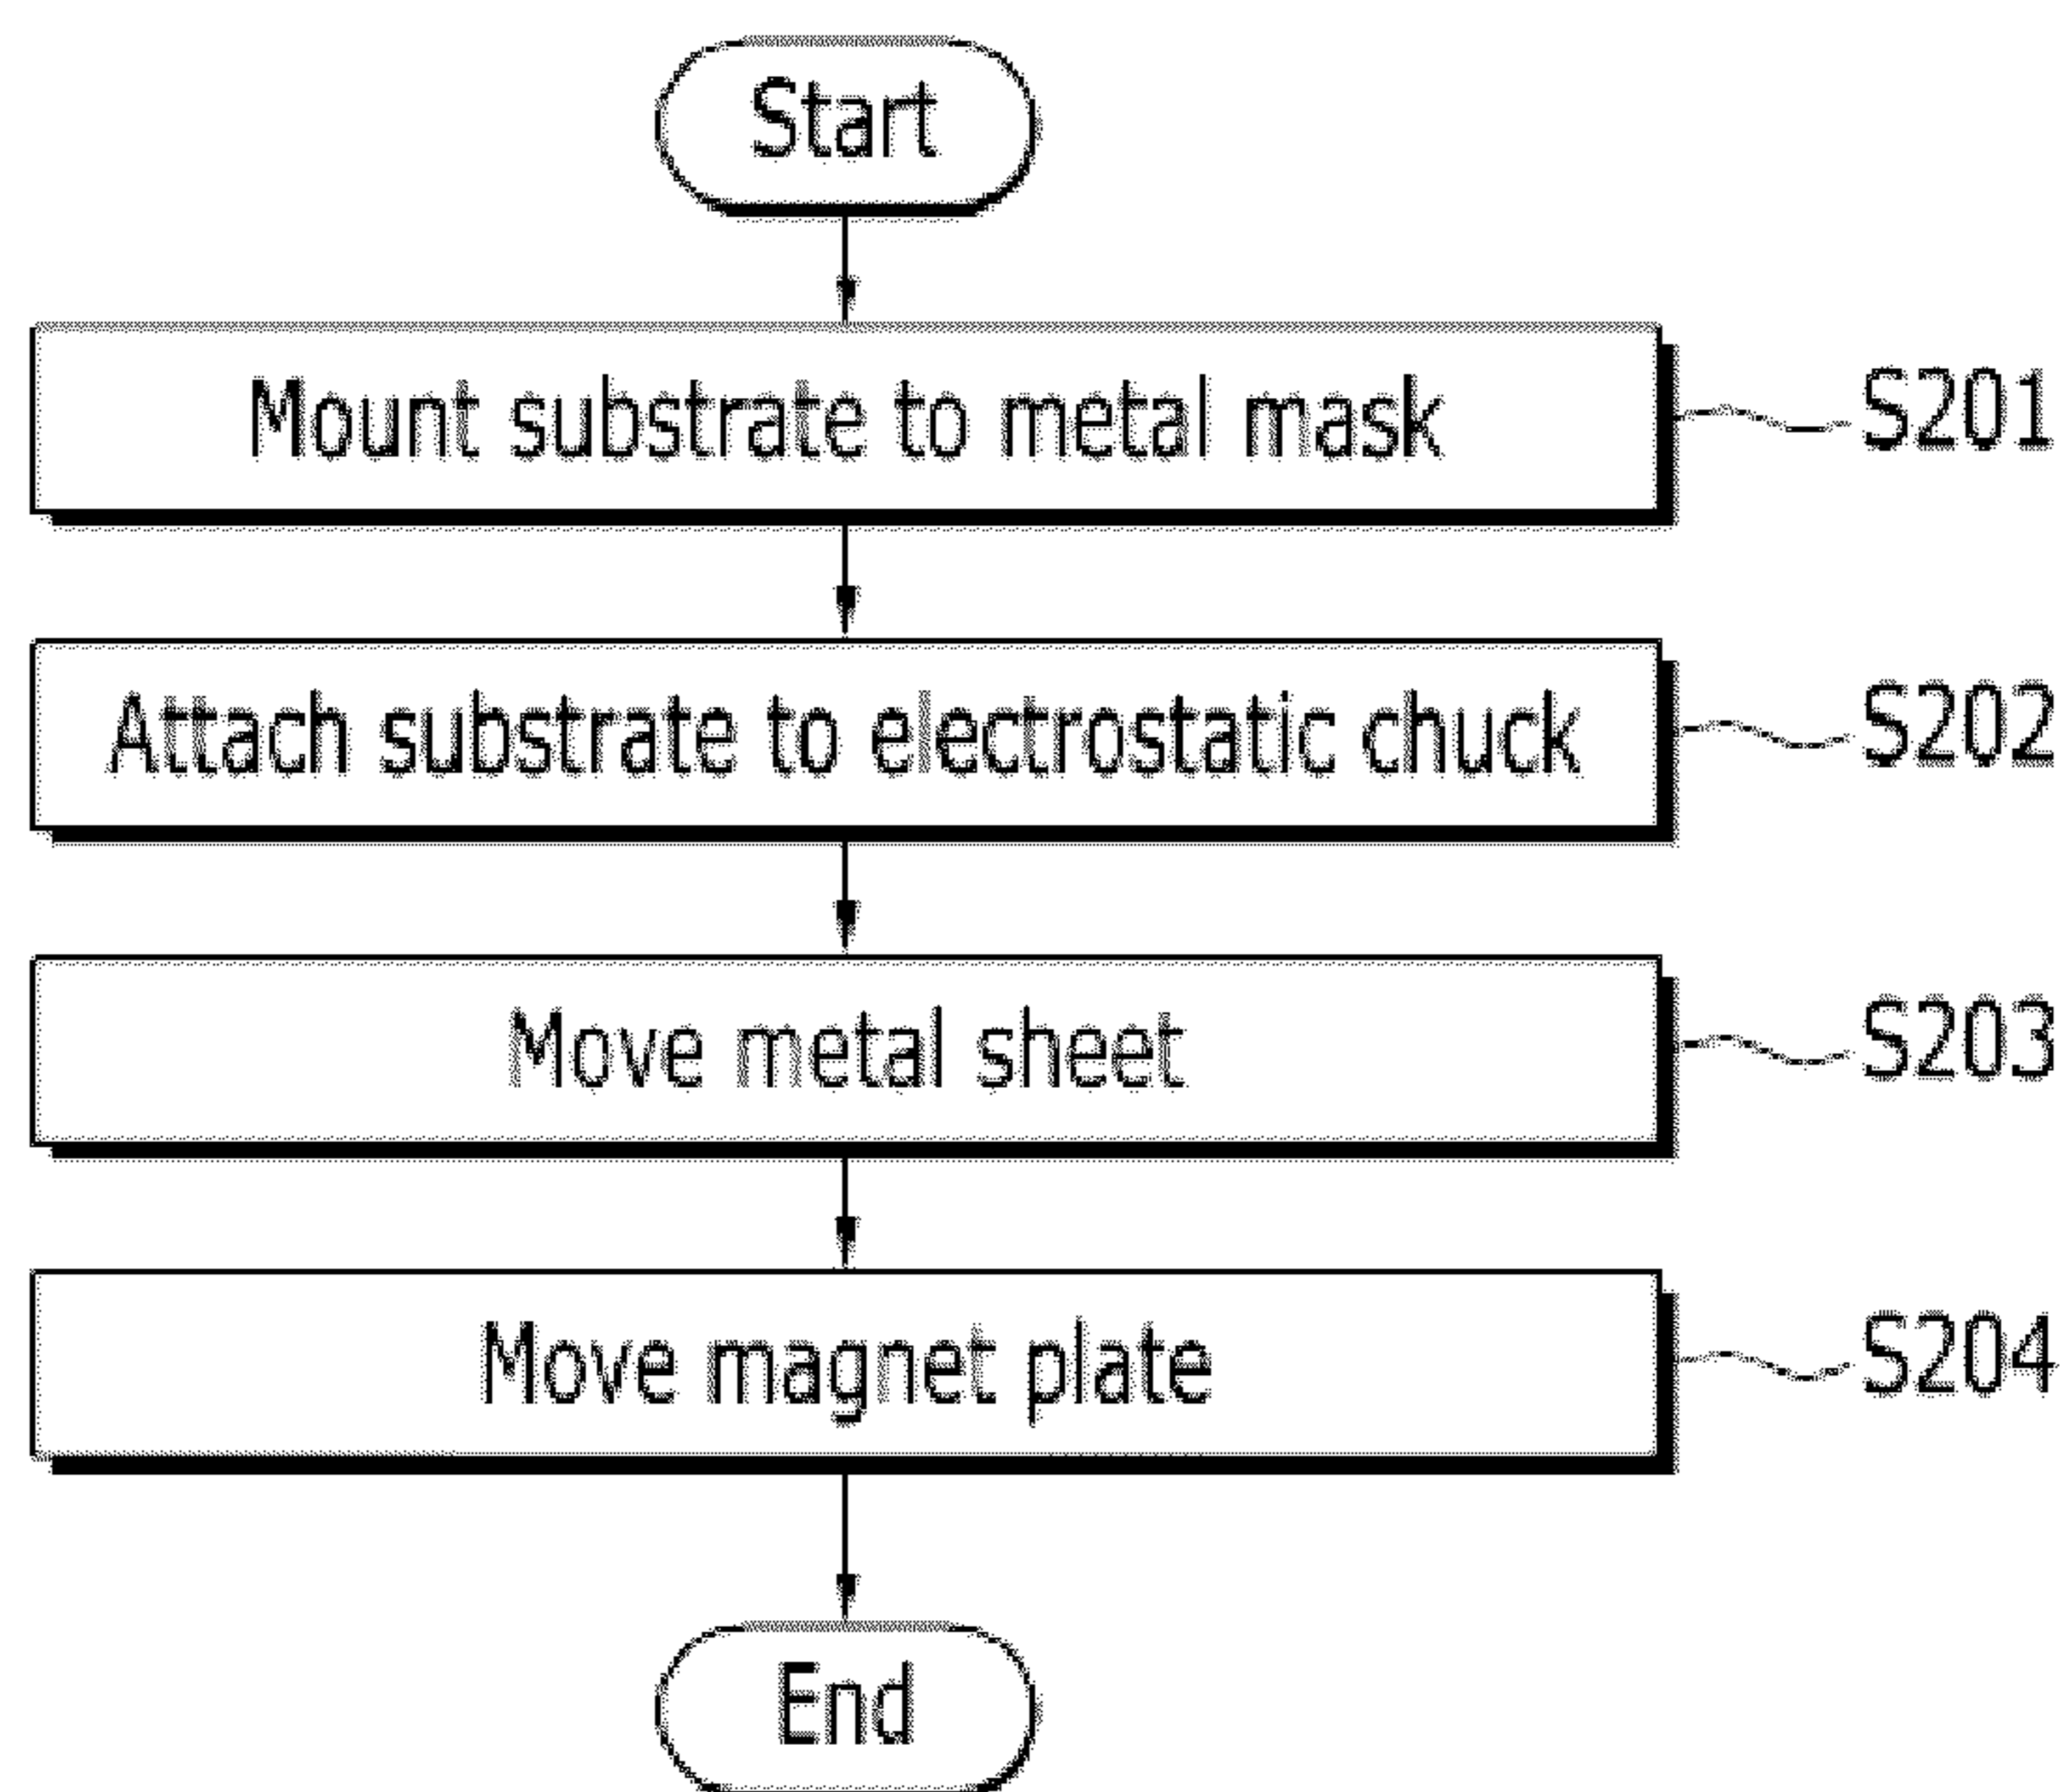 Start
Mount substrate to metal mask S201
Attach substrate to electrostatic chuck S202
Move metal sheet S203
Move magnet plate S204
End